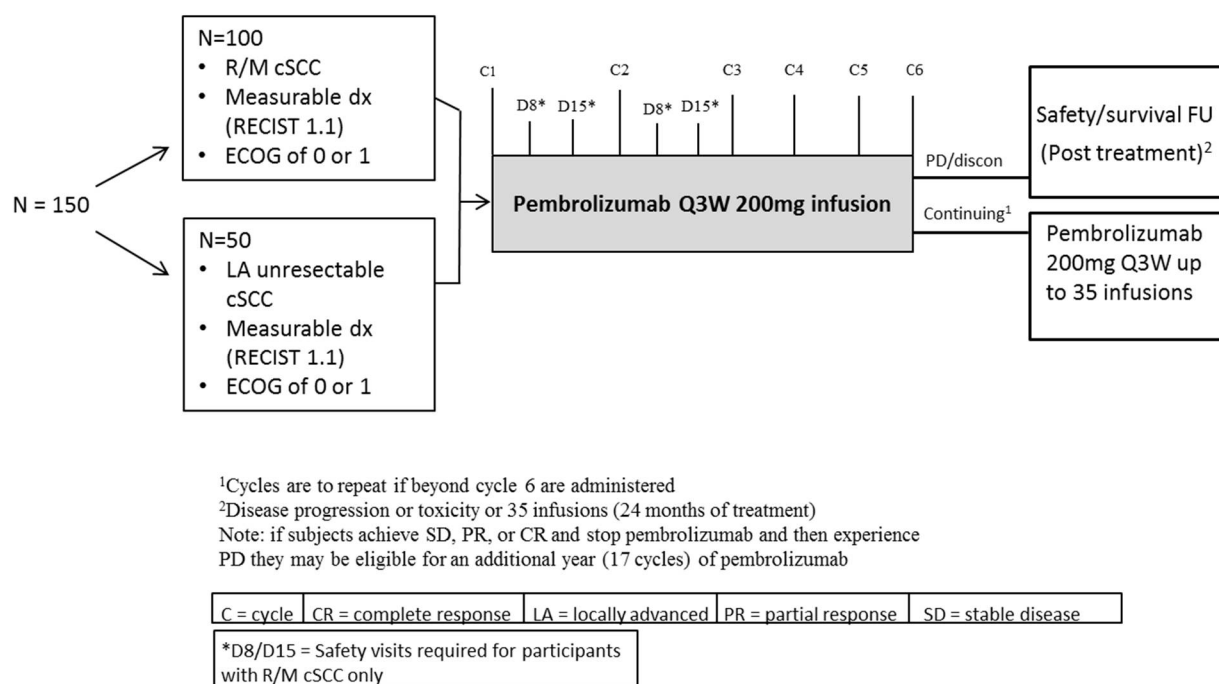 N = 150
N=100
• R/M cSCC
• Measurable dx
(RECIST 1.1)
• ECOG of 0 or 1
N=50
• LA unresectable
cSCC
• Measurable dx
(RECIST 1.1)
• ECOG of 0 or 1
C1
D8*
D15*
C2
D8*
D15*
C3
C4
C5
C6
Pembrolizumab Q3W 200mg infusion
PD/discon
Continuing¹
Safety/survival FU
(Post treatment)²
Pembrolizumab
200mg Q3W up
to 35 infusions
¹Cycles are to repeat if beyond cycle 6 are administered
²Disease progression or toxicity or 35 infusions (24 months of treatment)
Note: if subjects achieve SD, PR, or CR and stop pembrolizumab and then experience
PD they may be eligible for an additional year (17 cycles) of pembrolizumab
C = cycle CR = complete response LA = locally advanced PR = partial response SD = stable disease
*D8/D15 = Safety visits required for participants
with R/M cSCC only